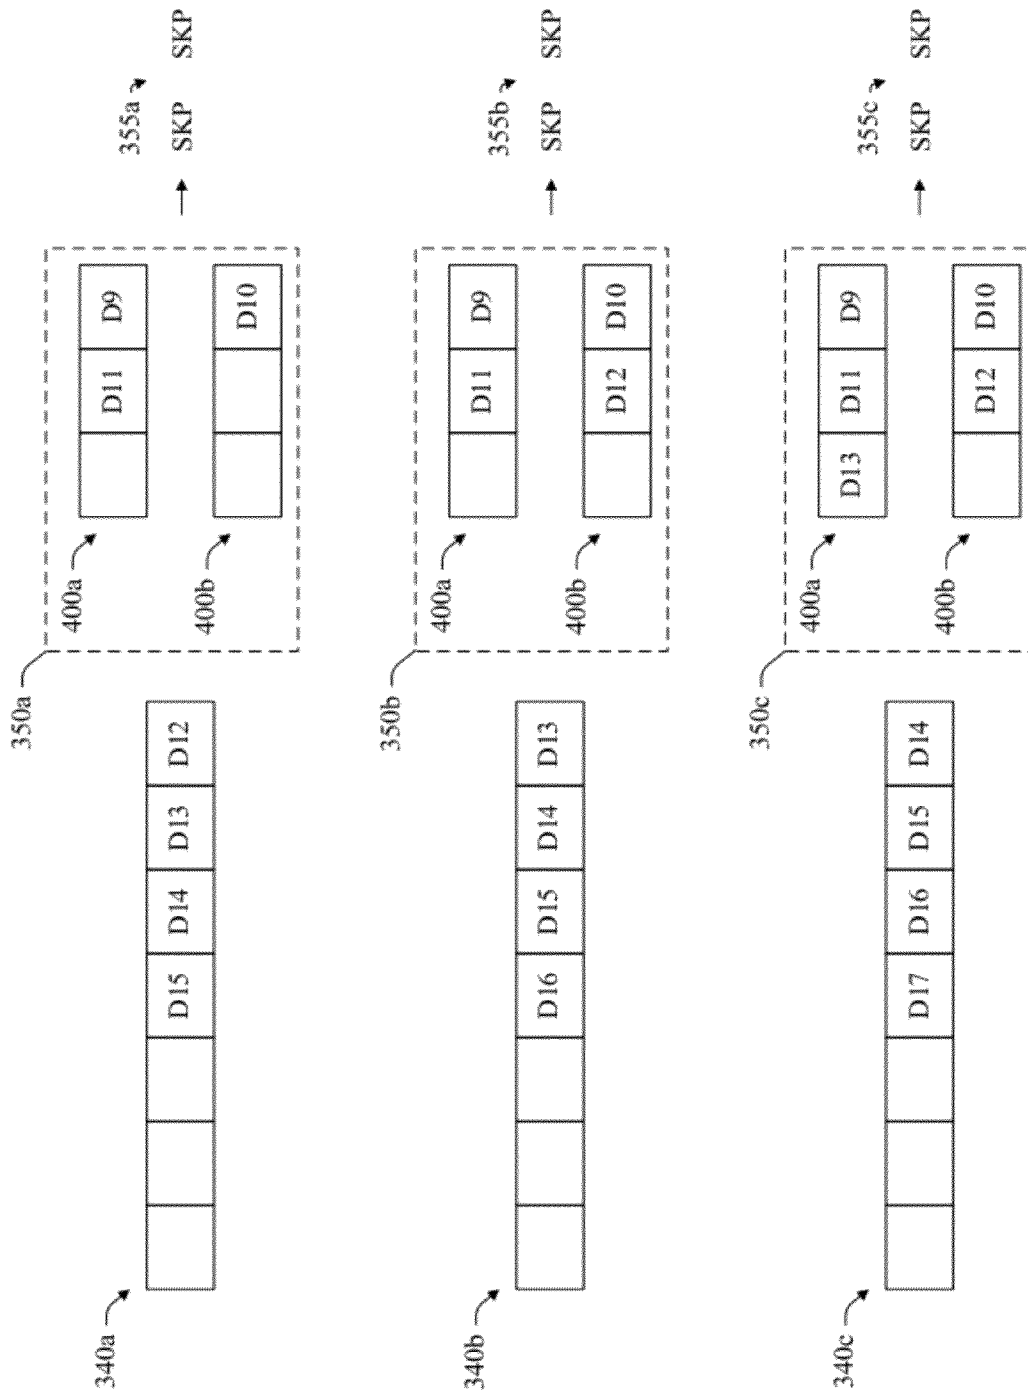 350a
400a
D11 D9
340a
355a
D15 D14 D13 D12 SKP SKP
400b
D10
350b
400a
D11 D9
340b
355b
D16 D15 D14 D13 SKP SKP
400b
D12 D10
350c
400a
D13 D11 D9
340c
355c
D17 D16 D15 D14 SKP SKP
400b
D12 D10